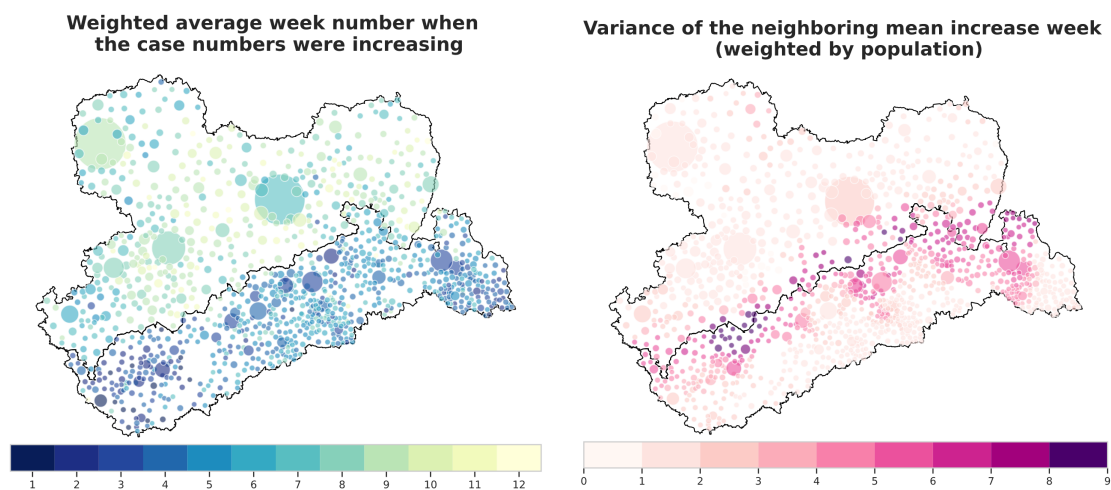 Weighted average week number when
the case numbers were increasing
Variance of the neighboring mean increase week
(weighted by population)
1 2 3 4 5 6 7 8 9 10 11 12
0 1 2 3 4 5 6 7 8 9